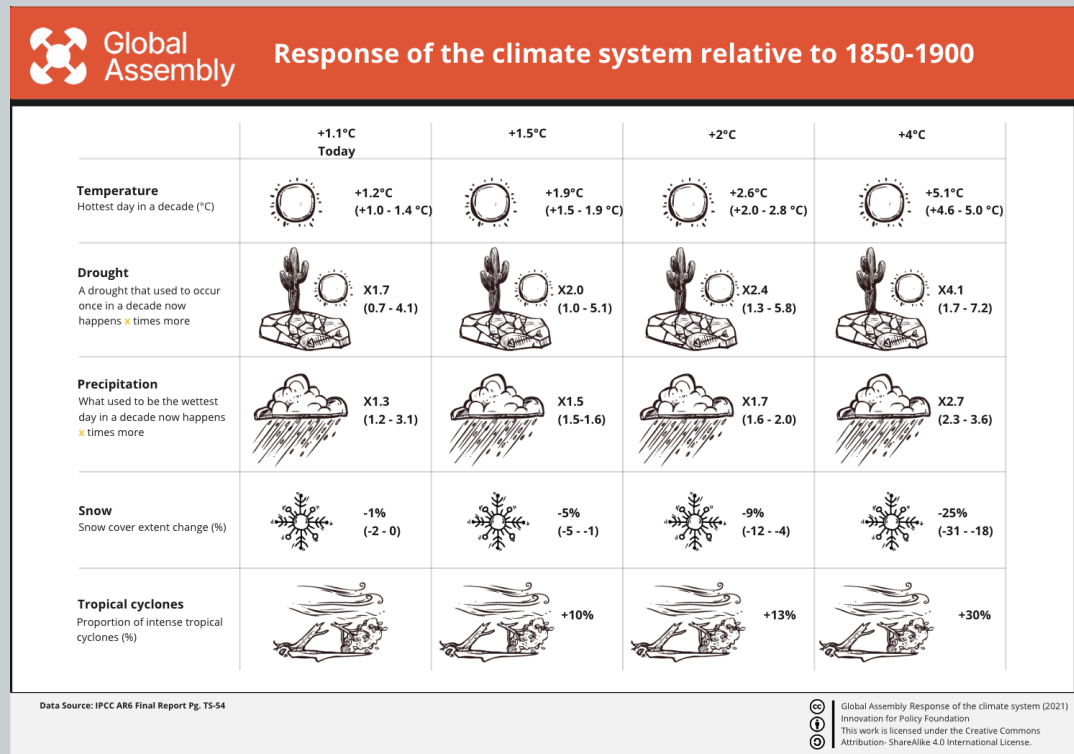 Global
Assembly
Response of the climate system relative to 1850-1900
+1.1°C
Today
+1.5°C
+2°C
+4°C
Temperature
Hottest day in a decade (°C)
+1.2°C
(+1.0 - 1.4 °C)
+1.9°C
(+1.5 - 1.9 °C)
+2.6°C
(+2.0 - 2.8 °C)
+5.1°C
(+4.6 - 5.0 °C)
Drought
A drought that used to occur
once in a decade now
happens x times more
X1.7
(0.7 - 4.1)
X2.0
(1.0 - 5.1)
X2.4
(1.3 - 5.8)
X4.1
(1.7 - 7.2)
Precipitation
What used to be the wettest
day in a decade now happens
x times more
X1.3
(1.2 - 3.1)
X1.5
(1.5-1.6)
X1.7
(1.6 - 2.0)
X2.7
(2.3 - 3.6)
Snow
Snow cover extent change (%)
-1%
(-2 - 0)
-5%
(-5 - -1)
-9%
(-12 - -4)
-25%
(-31 - -18)
Tropical cyclones
Proportion of intense tropical
cyclones (%)
+10%
+13%
+30%
Data Source: IPCC AR6 Final Report Pg. TS-54
cc
Global Assembly Response of the climate system (2021)
Innovation for Policy Foundation
This work is licensed under the Creative Commons
Attribution- ShareAlike 4.0 International License.